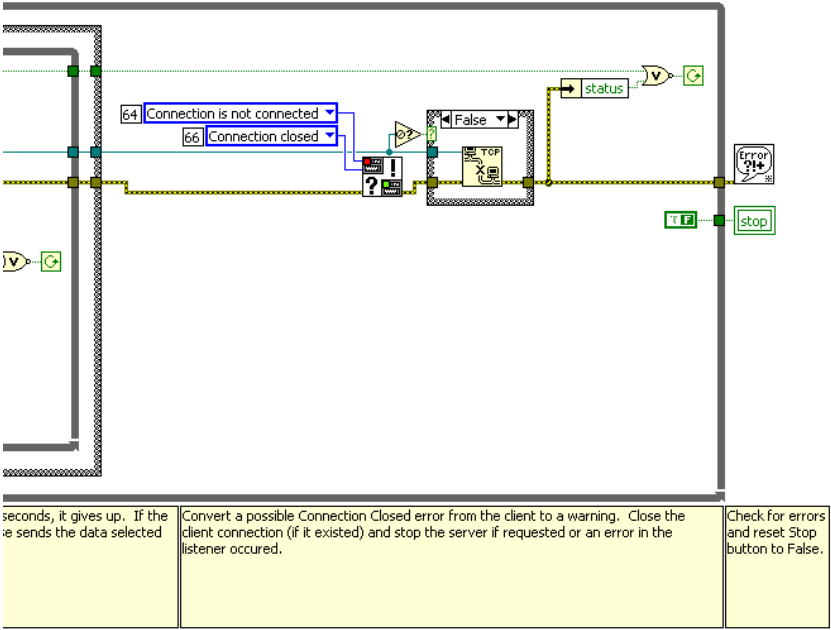 status
V
64 Connection is not connected
66 Connection closed
?
False
?
TCP
X
Error
?!+
!
?
F
stop
V
seconds, it gives up. If the
se sends the data selected
Convert a possible Connection Closed error from the client to a warning. Close the
client connection (if it existed) and stop the server if requested or an error in the
listener occured.
Check for errors
and reset Stop
button to False.